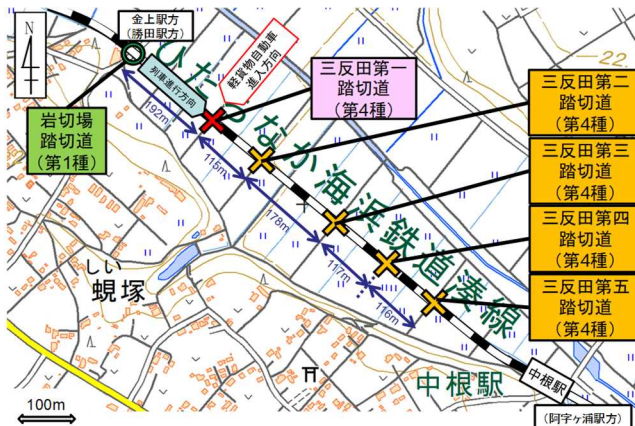 N
金上駅方
(勝田駅方)
列車進行方向
軽貨物自動車
進入方向
三反田第一
踏切道
(第4種)
三反田第二
踏切道
(第4種)
三反田第三
踏切道
(第4種)
三反田第四
踏切道
(第4種)
三反田第五
踏切道
(第4種)
岩切場
踏切道
(第1種)
192m
115m
178m
117m
116m
ひたちなか海浜鉄道湊線
しい
蜆塚
中根駅
中根駅
(阿字ヶ浦駅方)
100m
22.